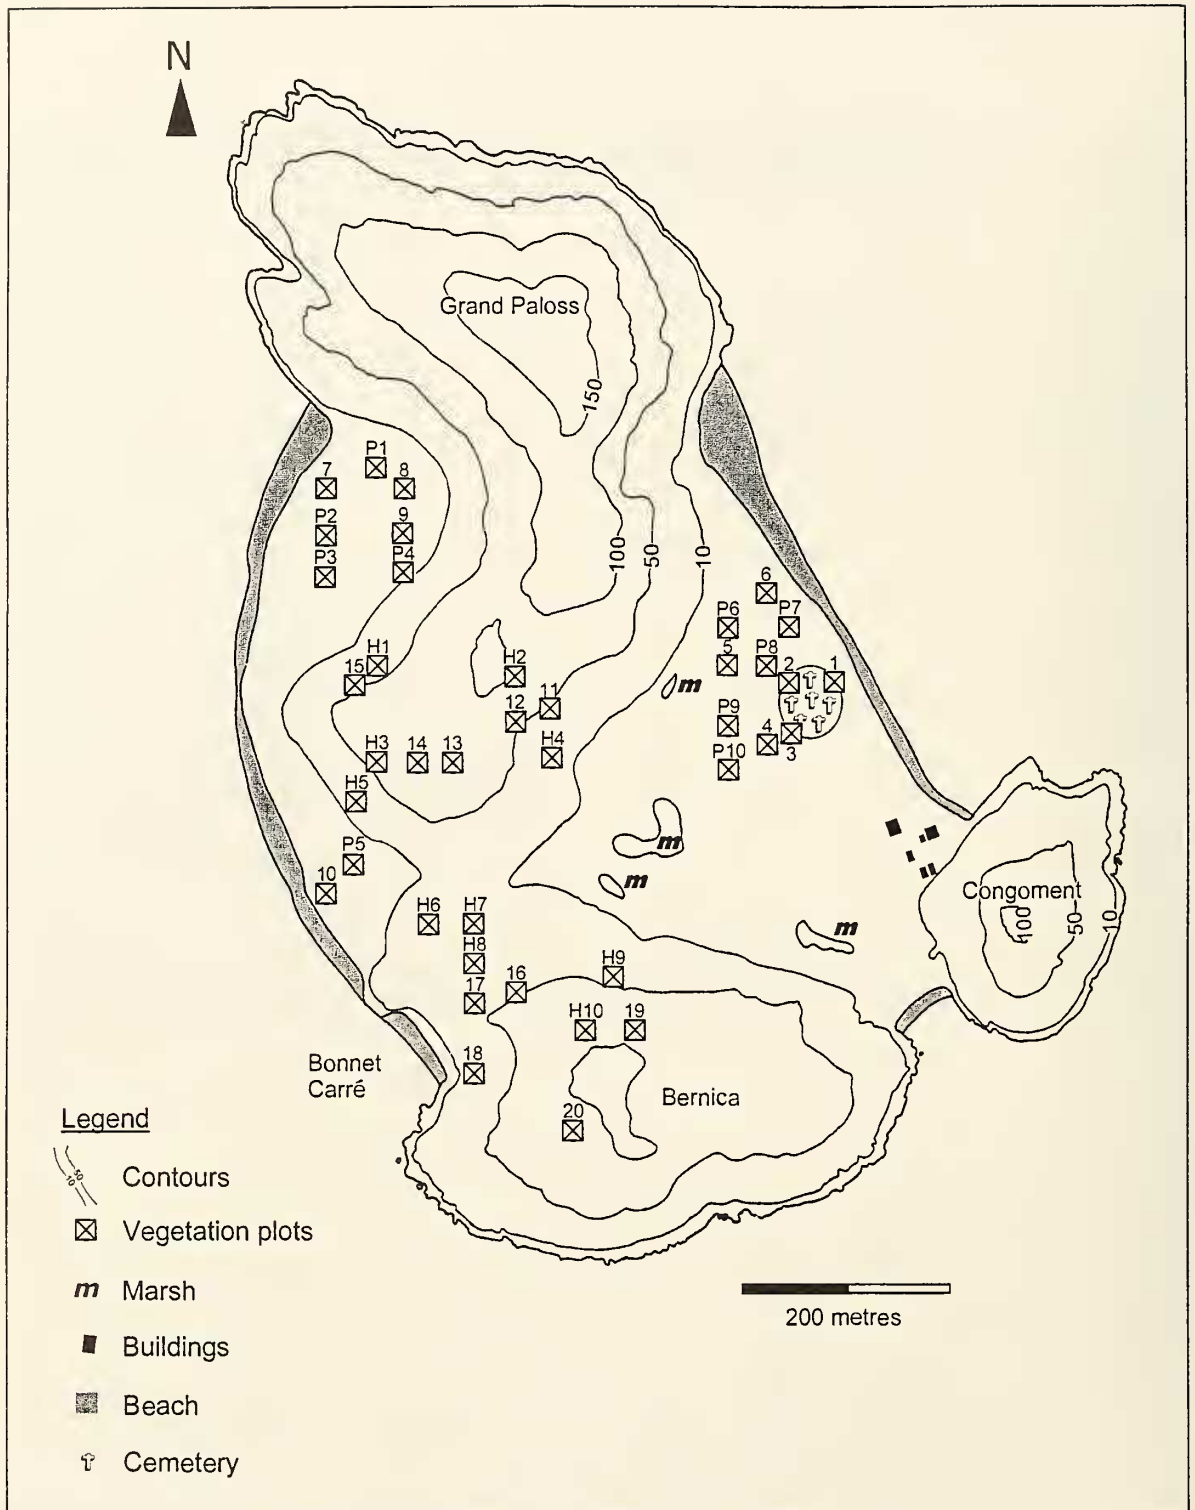 N
Grand Paloss
150
P1
7
8
P2
9
P3
P4
100
50
10
6
P6
P7
H1
H2
5
P8
15
11
m
2
1
12
P9
H3
14
13
H4
4
3
P10
H5
m
P5
10
m
Congoment
100
50
10
H6
H7
m
H8
H9
16
17
H10
19
18
Bonnet
Carré
Bernica
20
Legend
50
10
Contours
Vegetation plots
m Marsh
200 metres
Buildings
Beach
Cemetery